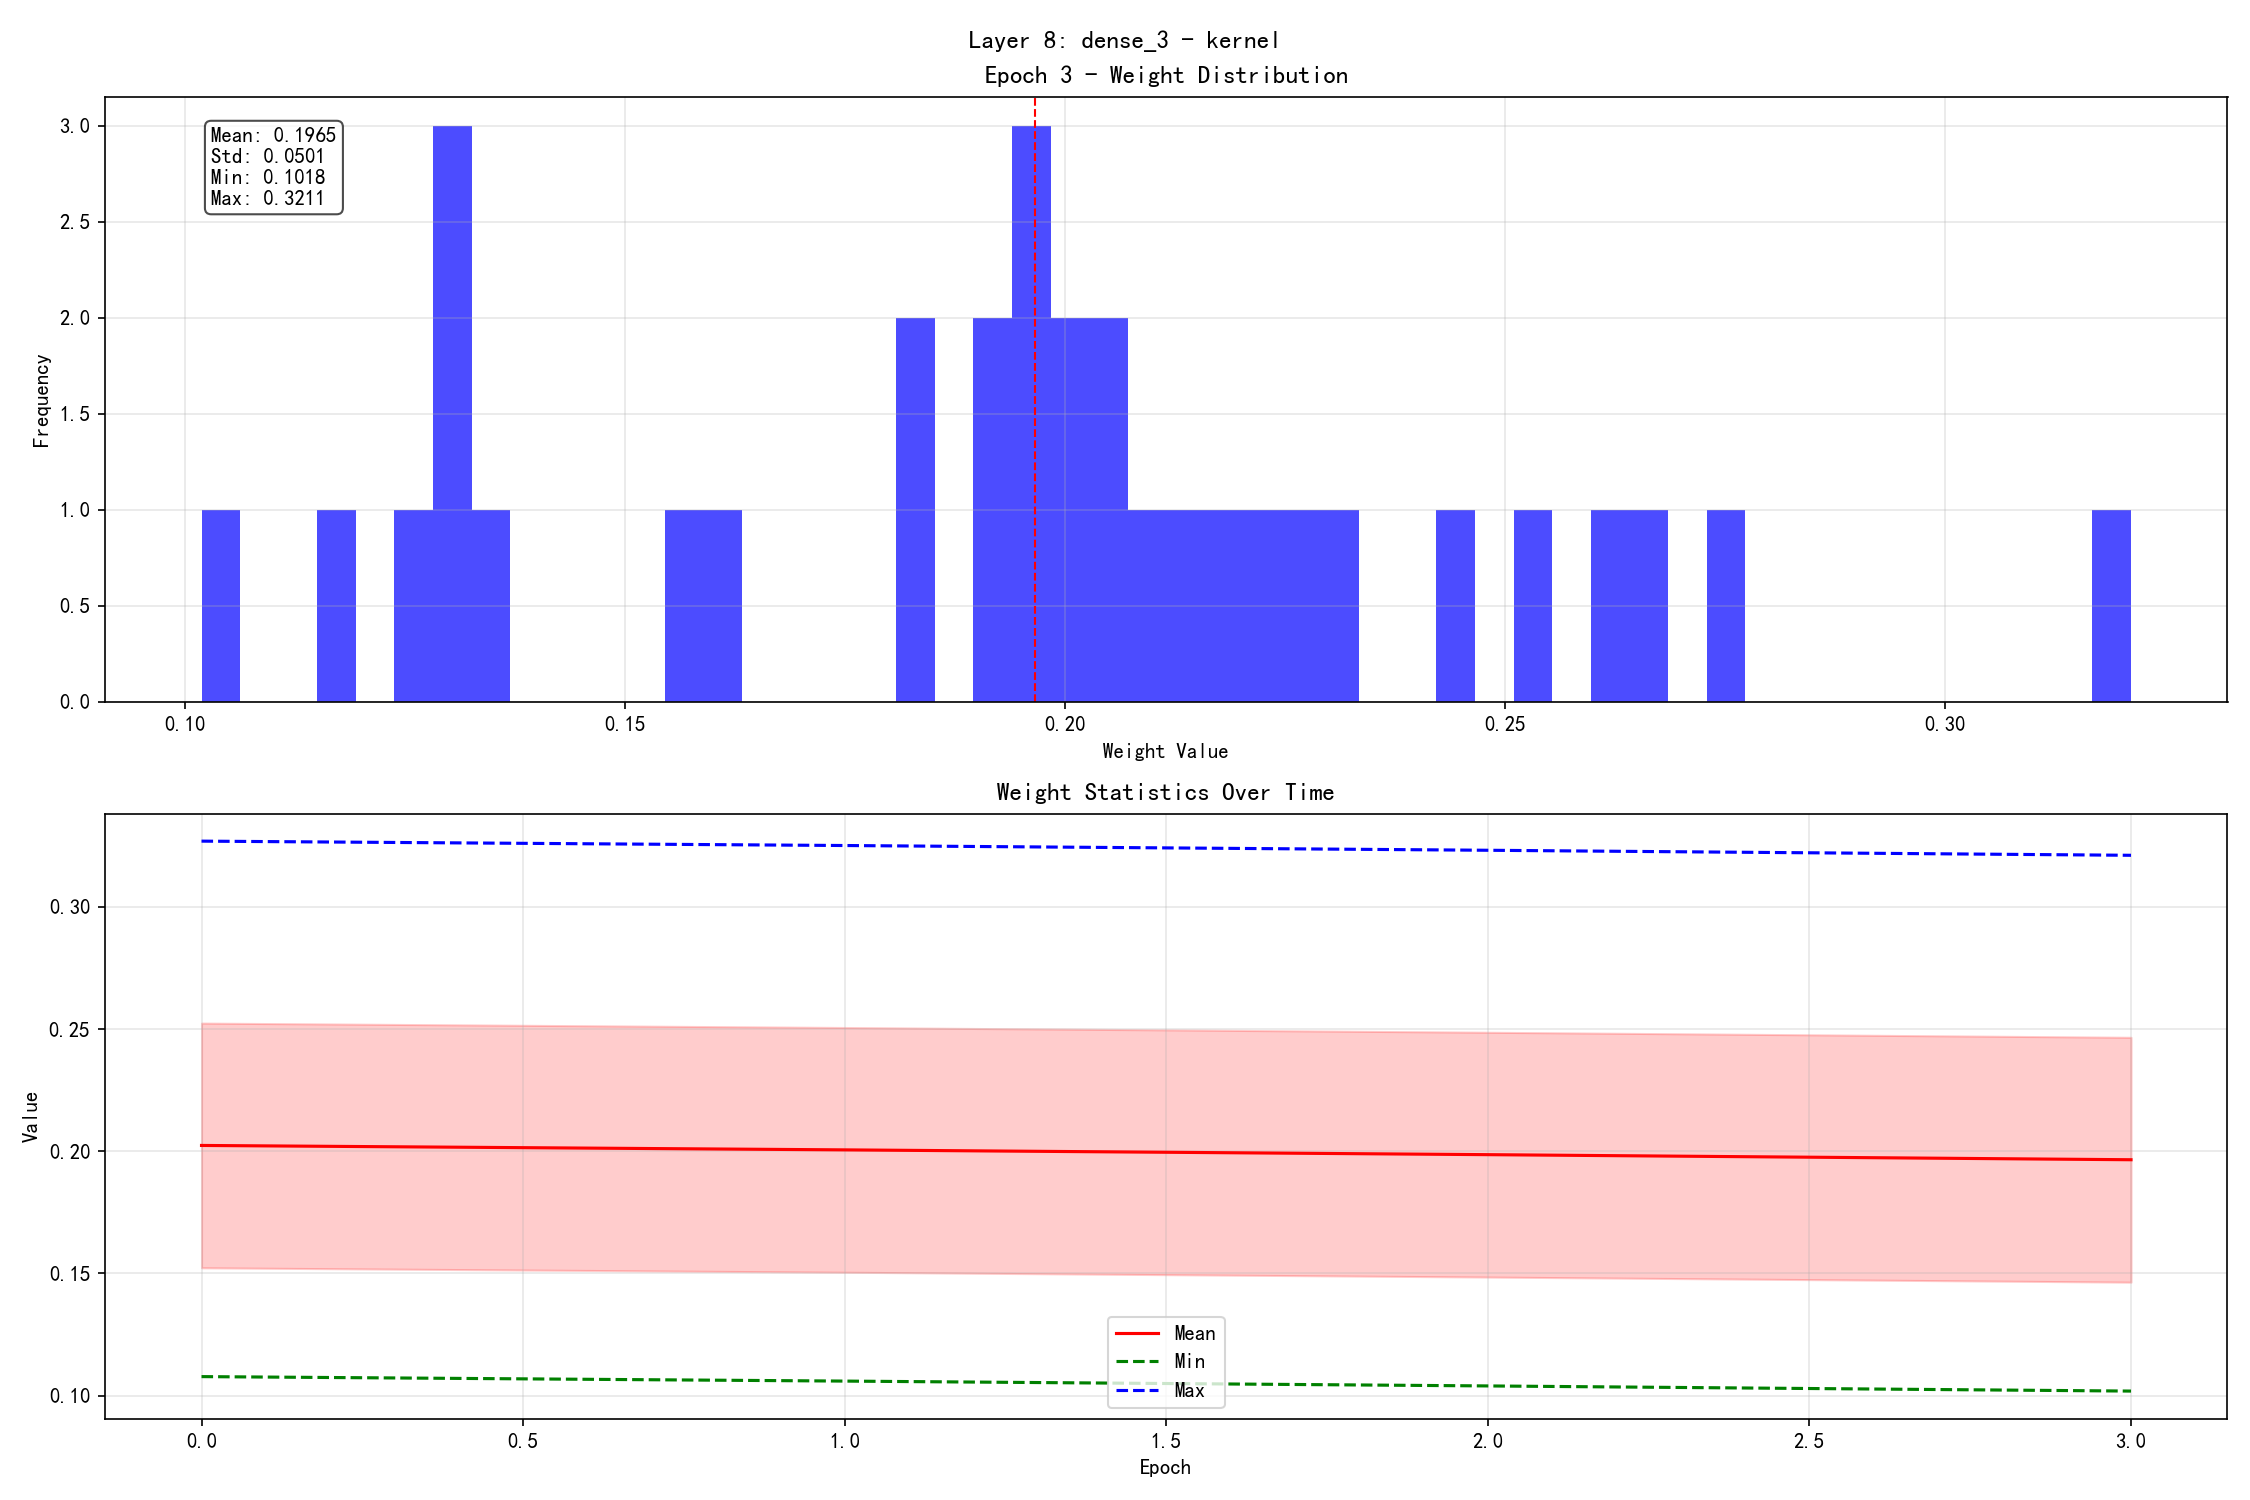 Layer 8: dense_3 - kernel
Epoch 3 - Weight Distribution
Mean: 0.1965
Std: 0.0501
Min: 0.1018
Max: 0.3211
3.0
2.5
2.0
1.5
1.0
0.5
0.0
Frequency
0.10 0.15 0.20 0.25 0.30
Weight Value
Weight Statistics Over Time
0.30
0.25
0.20
0.15
0.10
Value
Mean
Min
Max
0.0 0.5 1.0 1.5 2.0 2.5 3.0
Epoch